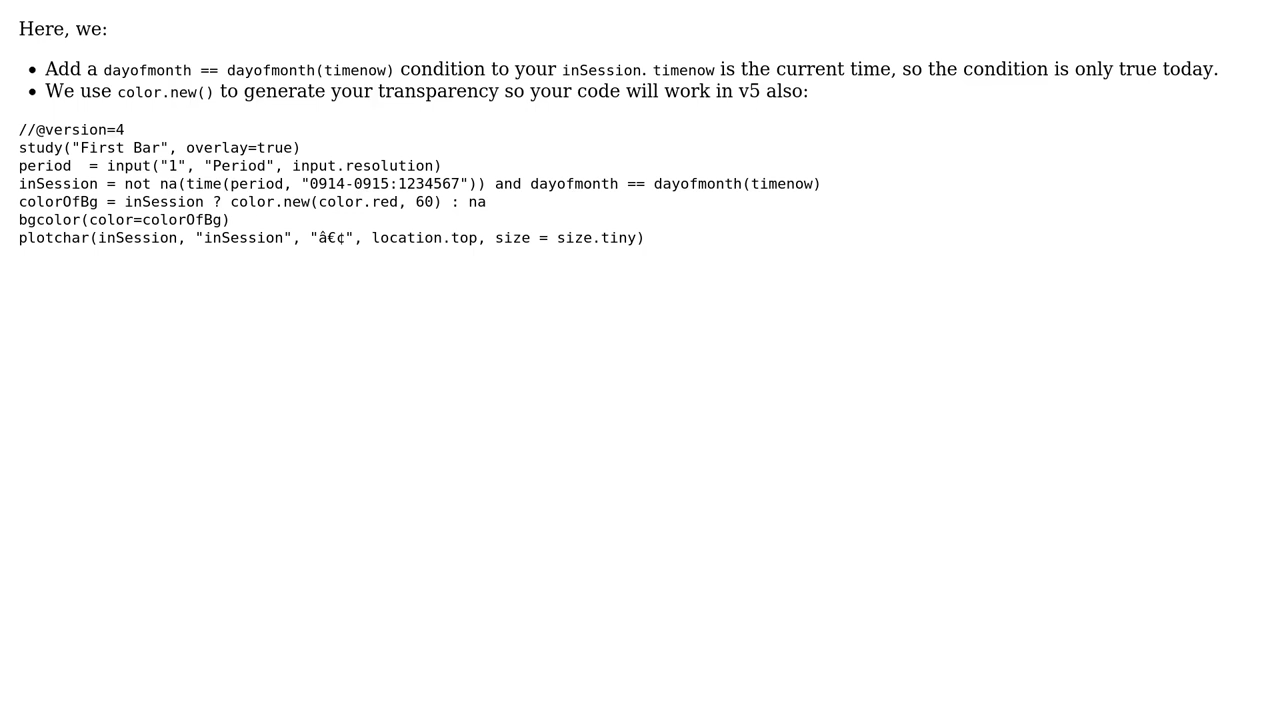 Here, we:
• Add a dayofmonth == dayofmonth(timenow) condition to your inSession. timenow is the current time, so the condition is only true today.
• We use color.new() to generate your transparency so your code will work in v5 also:
//@version=4
study("First Bar", overlay=true)
period  = input("1", "Period", input.resolution)
inSession = not na(time(period, "0914-0915:1234567")) and dayofmonth == dayofmonth(timenow)
colorOfBg = inSession ? color.new(color.red, 60) : na
bgcolor(color=colorOfBg)
plotchar(inSession, "inSession", "â€¢", location.top, size = size.tiny)